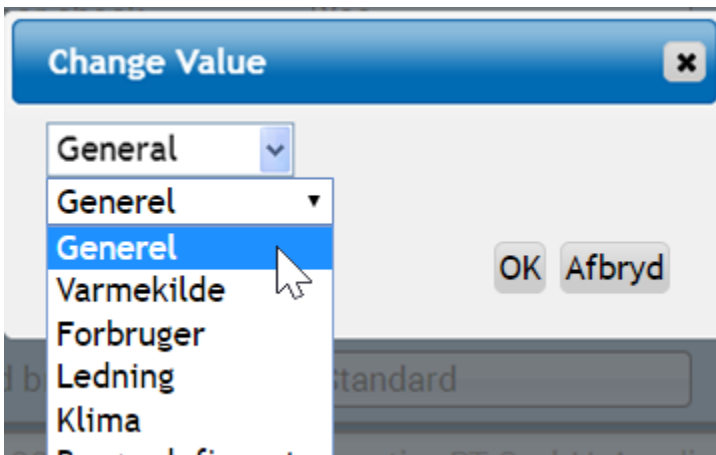 Change Value
General
Generel
Generel
Varmekilde
OK Afbryd
Forbruger
Ledning
Standard
Klima